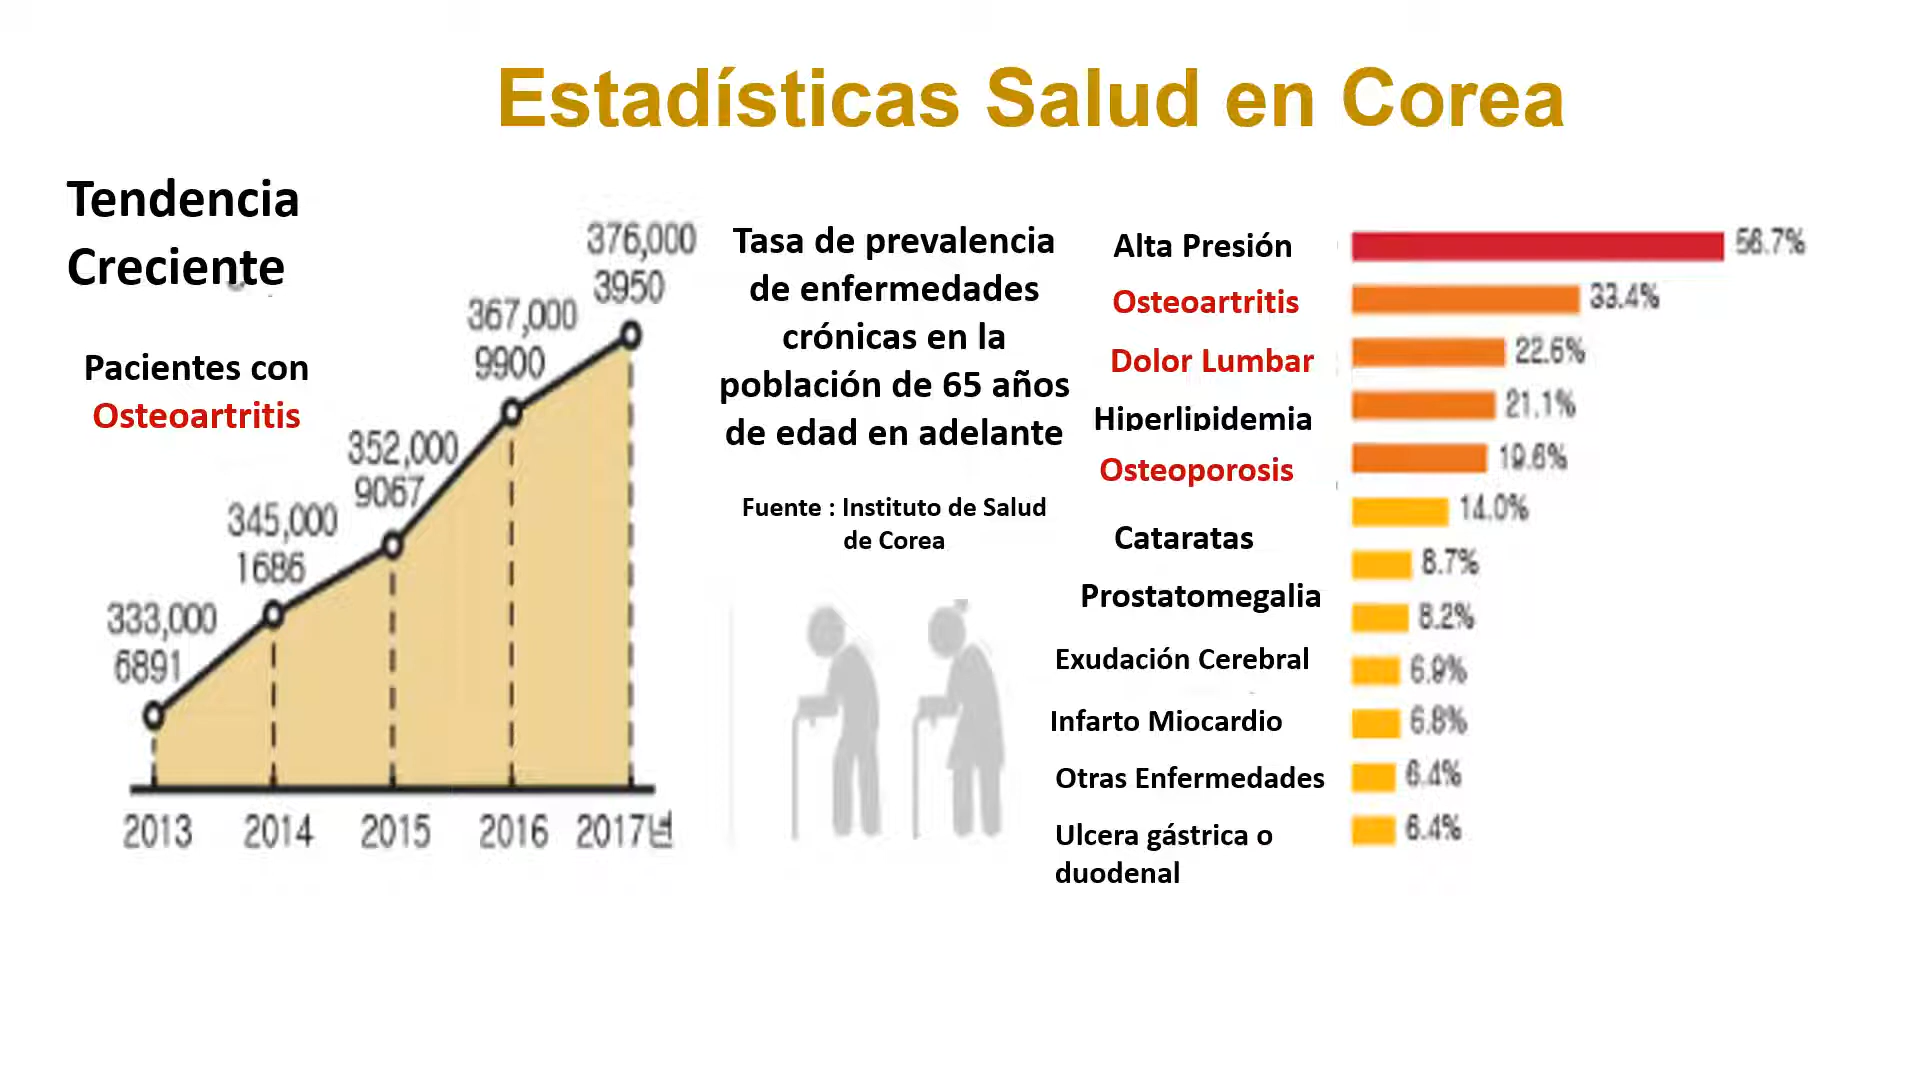 Estadísticas Salud en Corea
Tendencia
Creciente
Pacientes con
Osteoartritis
333,000
6891
345,000
1686
352,000
9067
367,000
9900
376,000
3950
2013
2014
2015
2016
2017년
Tasa de prevalencia
de enfermedades
crónicas en la
población de 65 años
de edad en adelante
Fuente : Instituto de Salud
de Corea
Alta Presión
Osteoartritis
Dolor Lumbar
Hiperlipidemia
Osteoporosis
Cataratas
Prostatomegalia
Exudación Cerebral
Infarto Miocardio
Otras Enfermedades
Ulcera gástrica o
duodenal
56.7%
33.4%
22.6%
21.1%
19.6%
14.0%
8.7%
8.2%
6.9%
6.8%
6.4%
6.4%